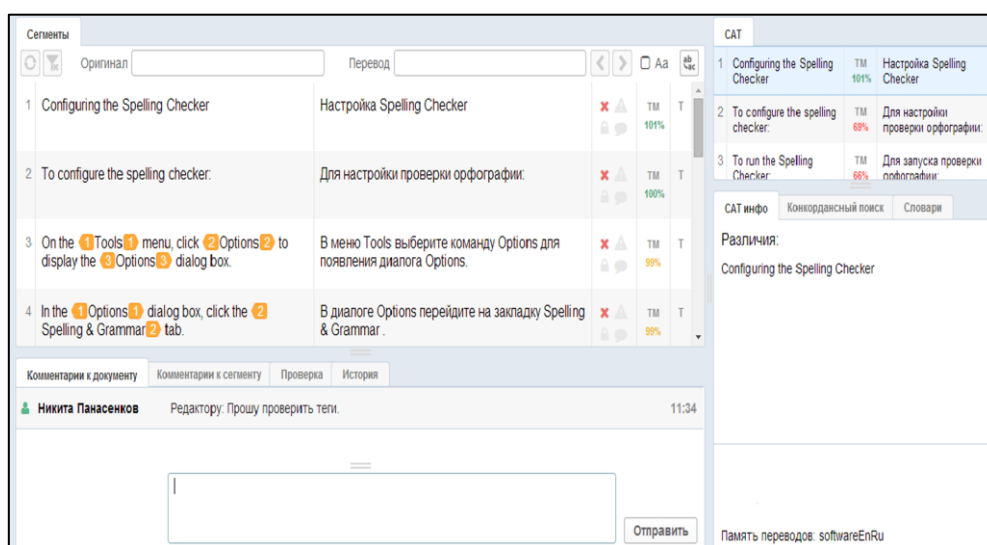 Сегменты
Оригинал
Перевод
Aa
1 Configuring the Spelling Checker Настройка Spelling Checker TM T
101%
2 To configure the spelling checker: Для настройки проверки орфографии: TM T
100%
3 On the 1 Tools 1 menu, click 2 Options 2 to В меню Tools выберите команду Options для TM T
display the 3 Options 3 dialog box. появления диалога Options. 99%
4 In the 1 Options 1 dialog box, click the 2 В диалоге Options перейдите на закладку Spelling TM T
Spelling & Grammar 2 tab. & Grammar . 99%
Комментарии к документу Комментарии к сегменту Проверка История
Никита Панасенков Редактору: Прошу проверить теги. 11:34
Отправить
CAT
1 Configuring the Spelling TM Настройка Spelling
Checker 101% Checker
2 To configure the spelling TM Для настройки
checker: 69% проверки орфографии:
3 To run the Spelling TM Для запуска проверки
Checker: 66% орфографии:
CAT инфо Конкордансный поиск Словари
Различия:
Configuring the Spelling Checker
Память переводов: softwareEnRu